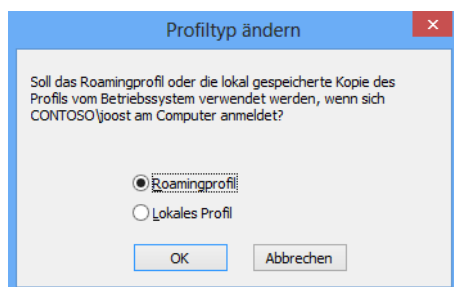 Profiltyp ändern
Soll das Roamingprofil oder die lokal gespeicherte Kopie des
Profils vom Betriebssystem verwendet werden, wenn sich
CONTOSO\joost am Computer anmeldet?
Roamingprofil
Lokales Profil
OK Abbrechen